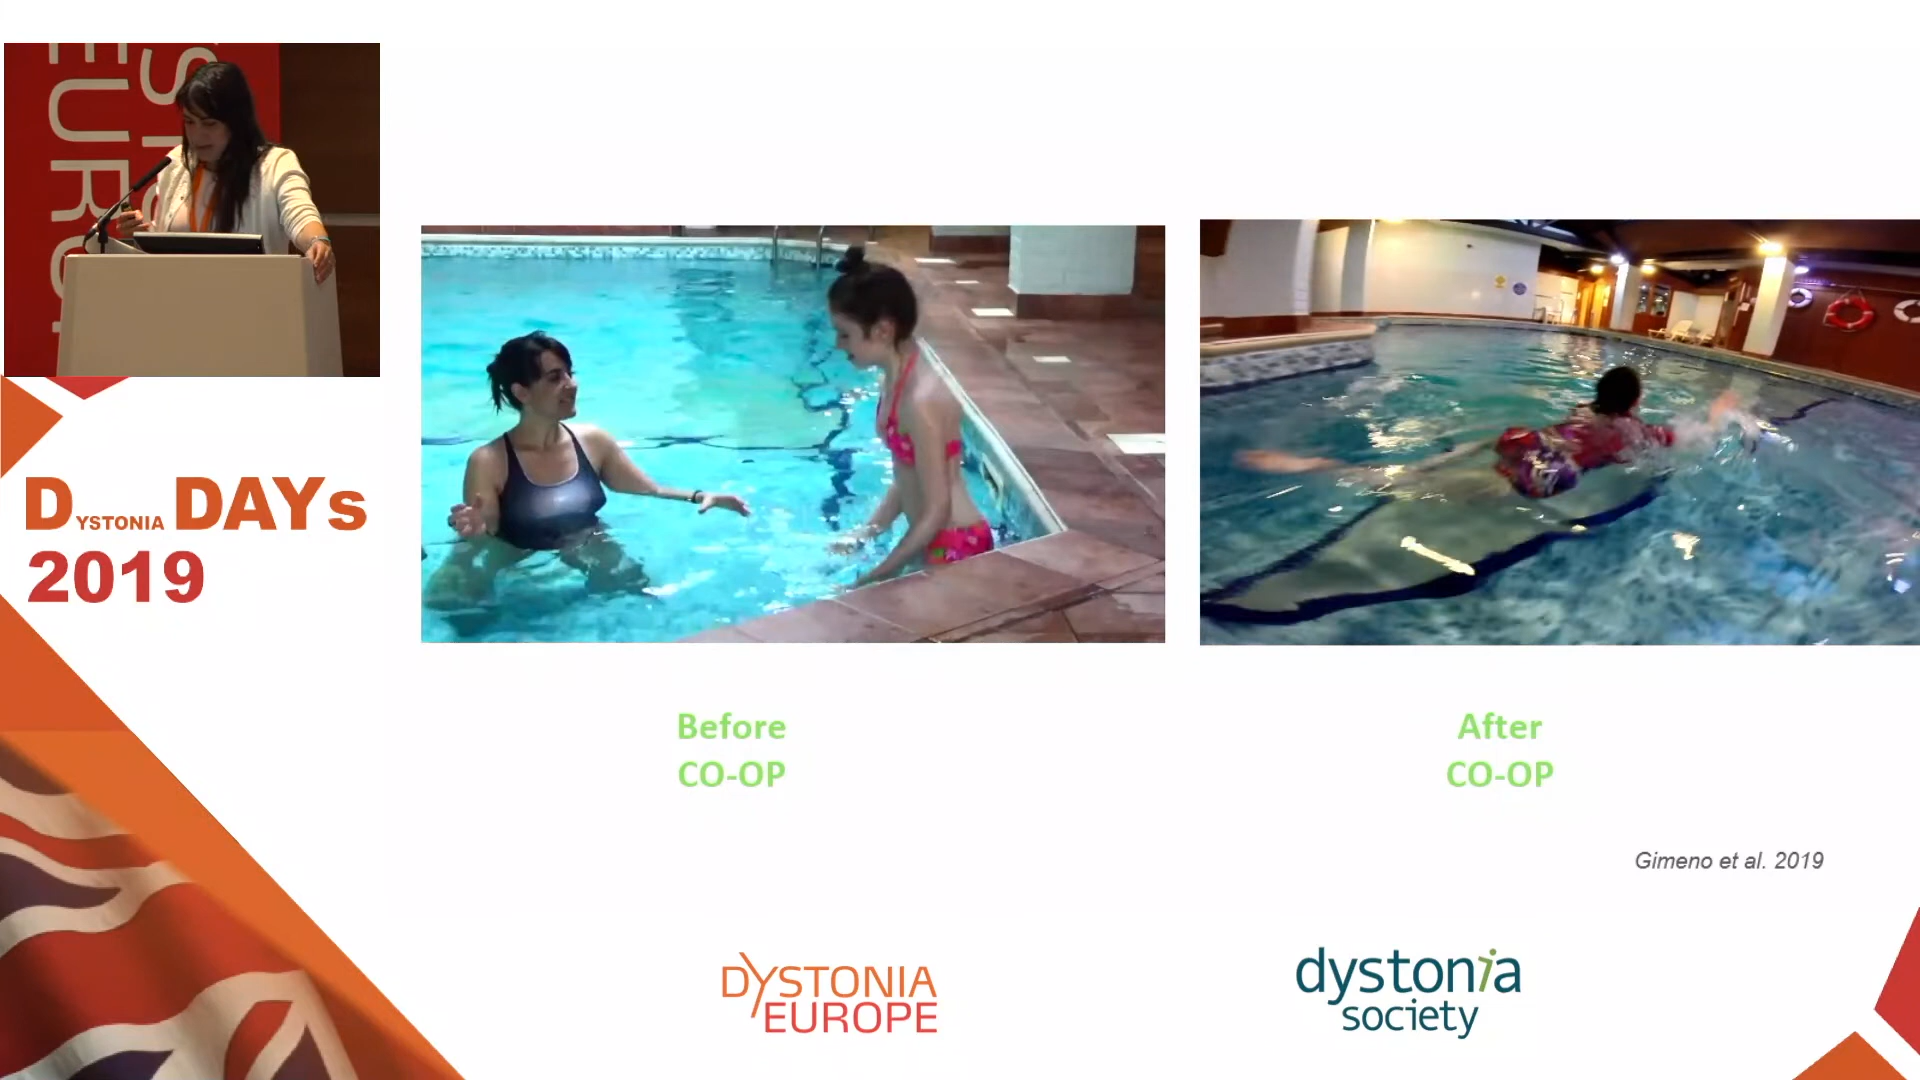 DYSTONIA DAYs
2019
Before
CO-OP
After
CO-OP
Gimeno et al. 2019
DYSTONIA
EUROPE
dystonia
society